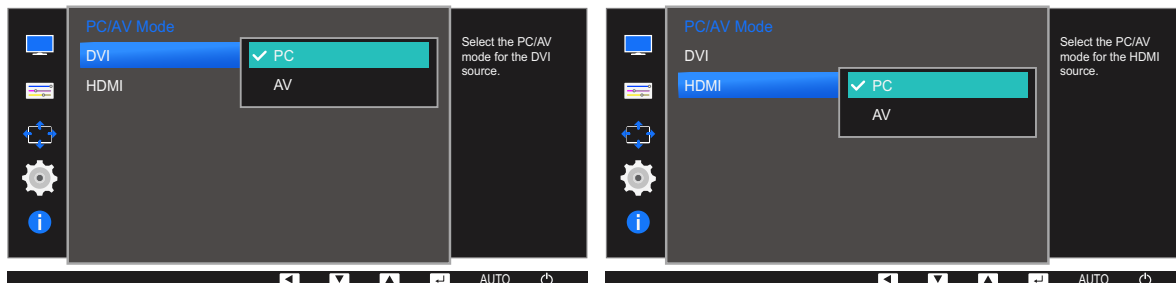 PC/AV Mode
DVI
PC
HDMI
AV
Select the PC/AV
mode for the DVI
source.
AUTO
PC/AV Mode
DVI
HDMI
PC
AV
Select the PC/AV
mode for the HDMI
source.
AUTO